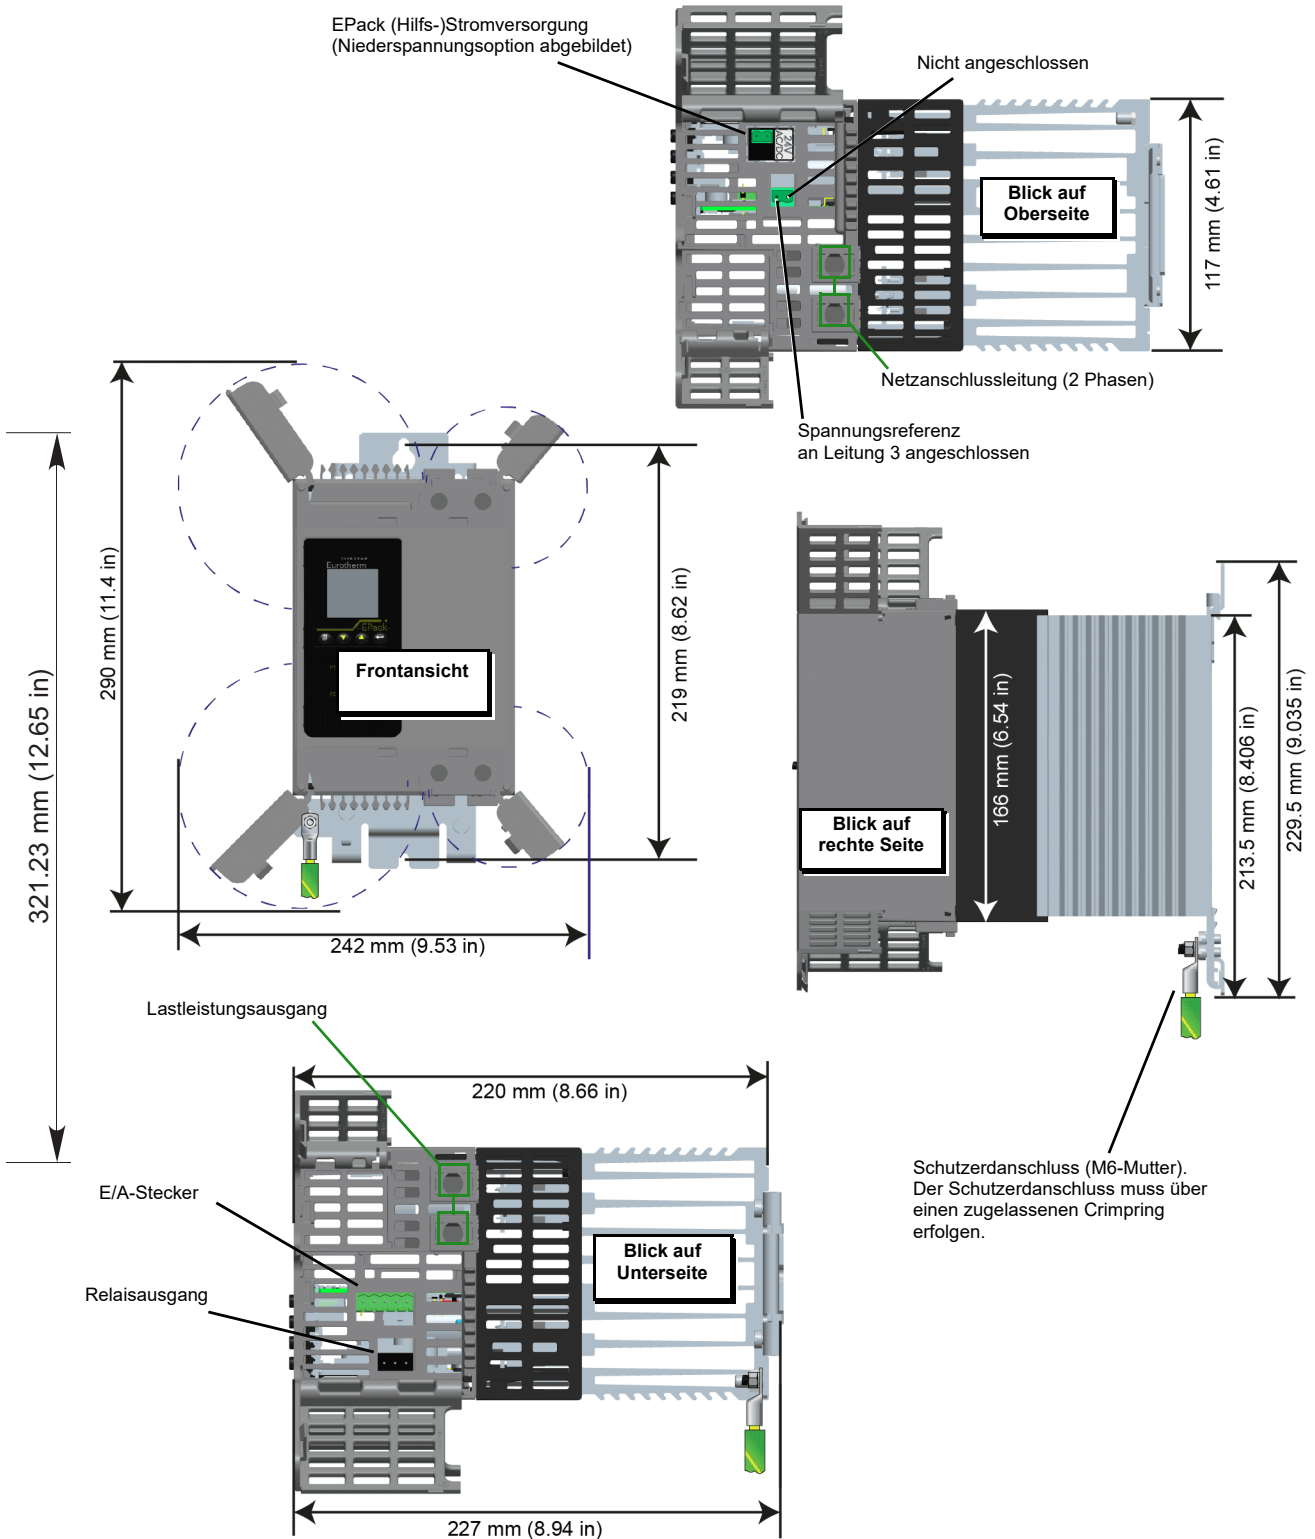 EPack (Hilfs-)Stromversorgung
(Niederspannungsoption abgebildet)
Nicht angeschlossen
24V
AC/DC
Blick auf
Oberseite
117 mm (4.61 in)
Netzanschlussleitung (2 Phasen)
Spannungsreferenz
an Leitung 3 angeschlossen
321.23 mm (12.65 in)
290 mm (11.4 in)
Eurotherm
EPack
Frontansicht
219 mm (8.62 in)
242 mm (9.53 in)
166 mm (6.54 in)
213.5 mm (8.406 in)
229.5 mm (9.035 in)
Blick auf
rechte Seite
Lastleistungsausgang
220 mm (8.66 in)
E/A-Stecker
Relaisausgang
Blick auf
Unterseite
227 mm (8.94 in)
Schutzerdanschluss (M6-Mutter).
Der Schutzerdanschluss muss über
einen zugelassenen Crimpring
erfolgen.